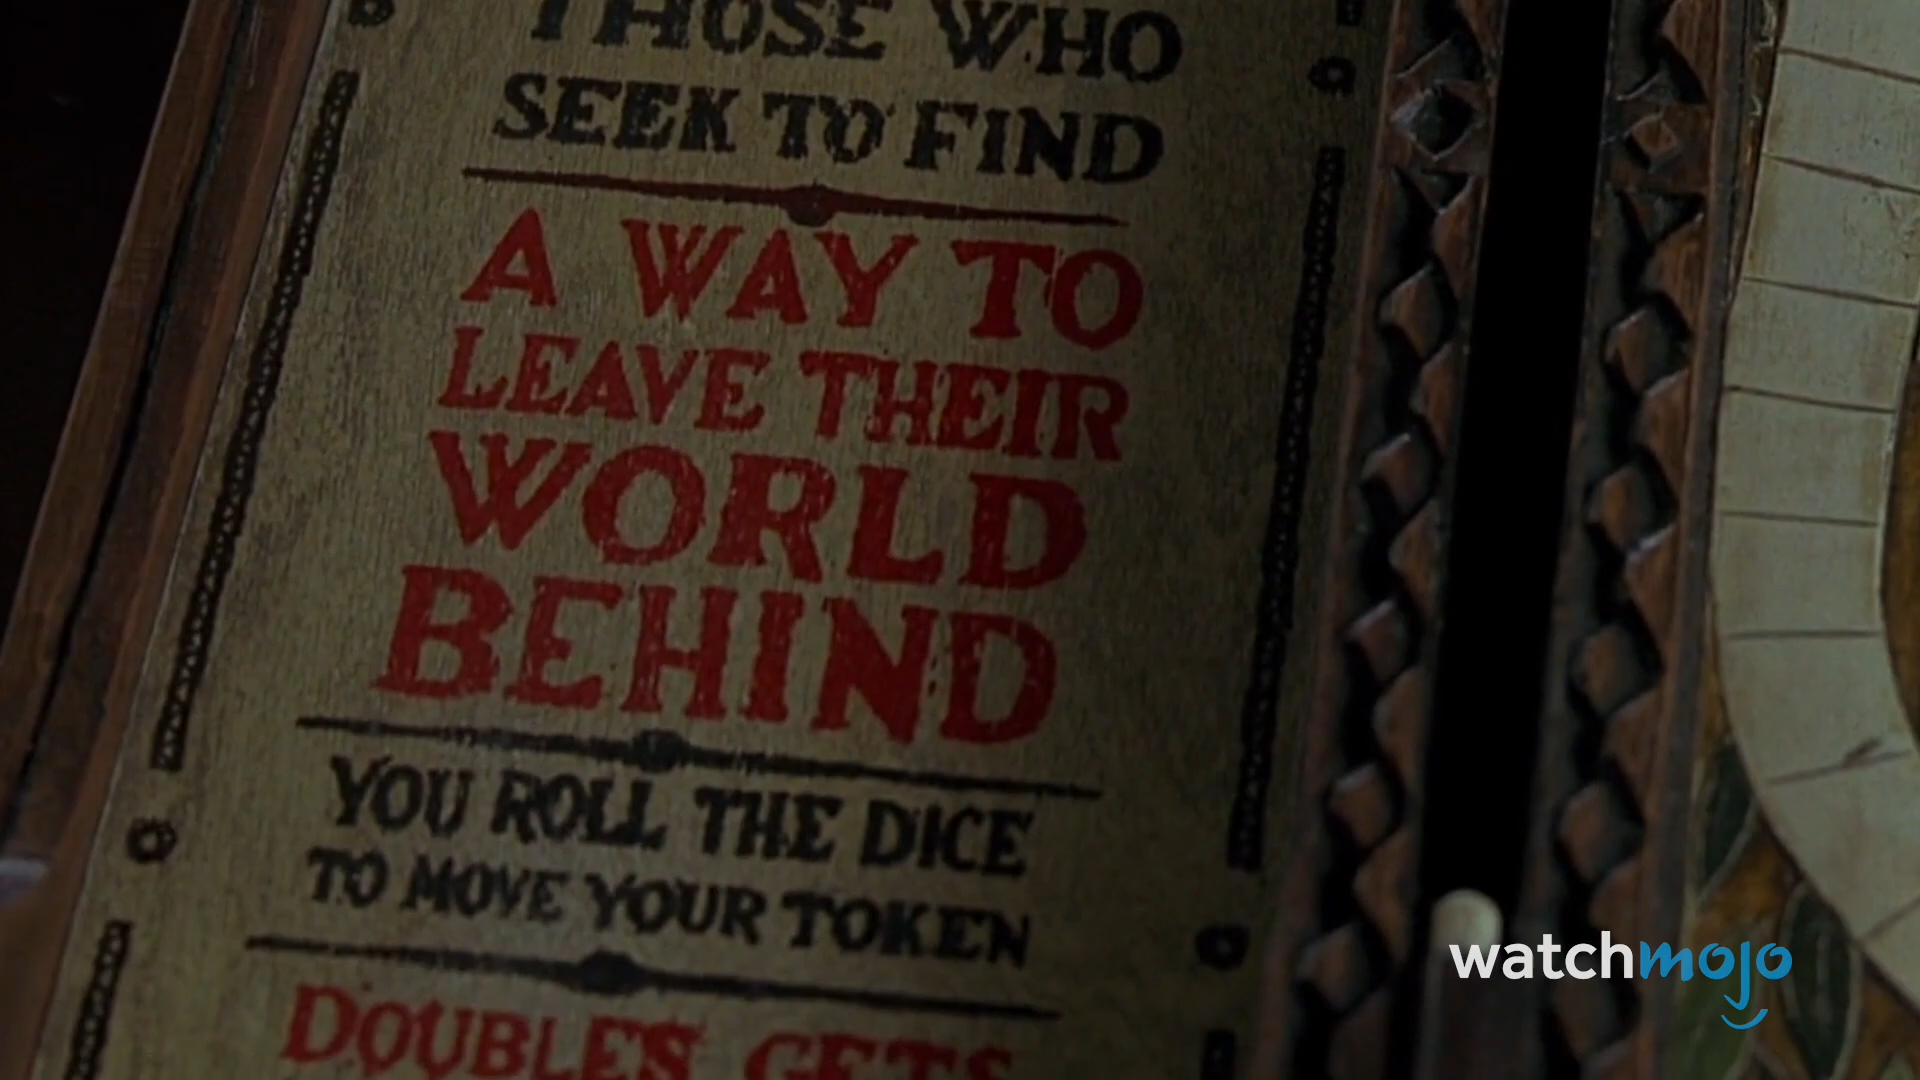 THOSE WHO
SEEK TO FIND
A WAY TO
LEAVE THEIR
WORLD
BEHIND
YOU ROLL THE DICE
TO MOVE YOUR TOKEN
DOUBLES GETS
watchmojo